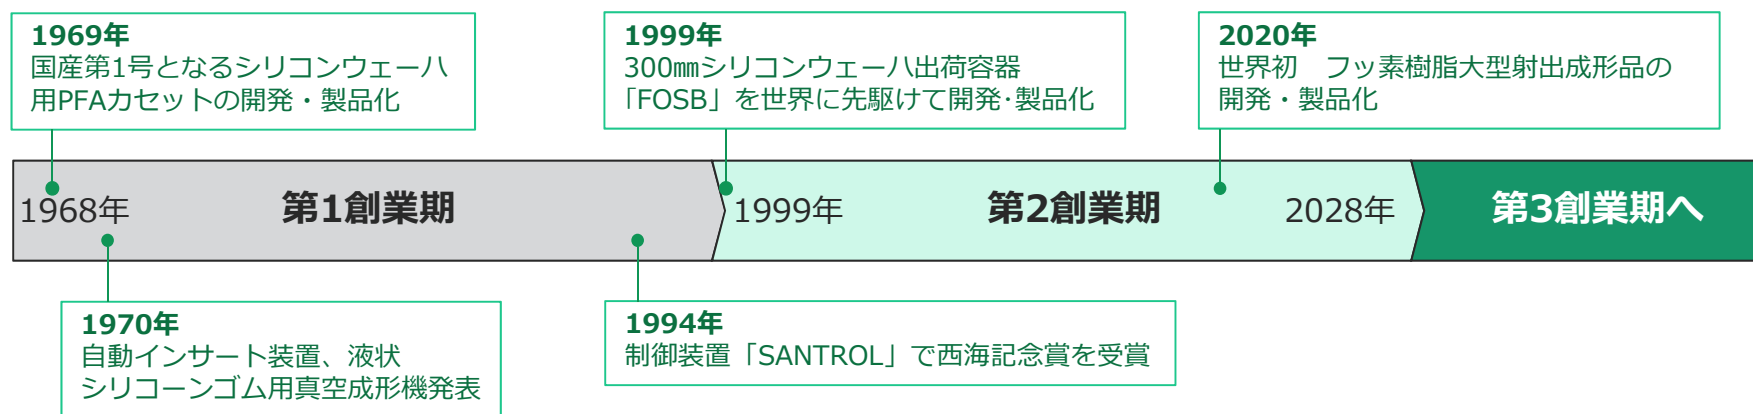 1969年
国産第1号となるシリコンウェーハ
用PFAカセットの開発・製品化
1999年
300㎜シリコンウェーハ出荷容器
「FOSB」を世界に先駆けて開発･製品化
2020年
世界初　フッ素樹脂大型射出成形品の
開発・製品化
1968年
第1創業期
1999年
第2創業期
2028年
第3創業期へ
1970年
自動インサート装置、液状
シリコーンゴム用真空成形機発表
1994年
制御装置「SANTROL」で西海記念賞を受賞